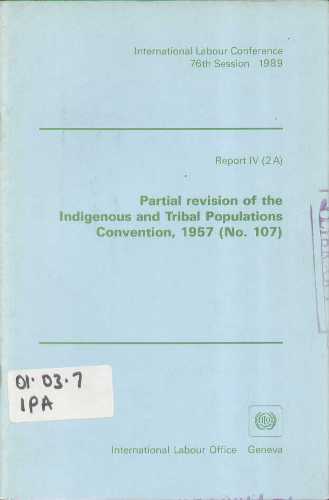 International Labour Conference
76th Session 1989
Report IV (2 A)
Partial revision of the
Indigenous and Tribal Populations
Convention, 1957 (No. 107)
01. 03. 7
IPA
International Labour Office Geneva